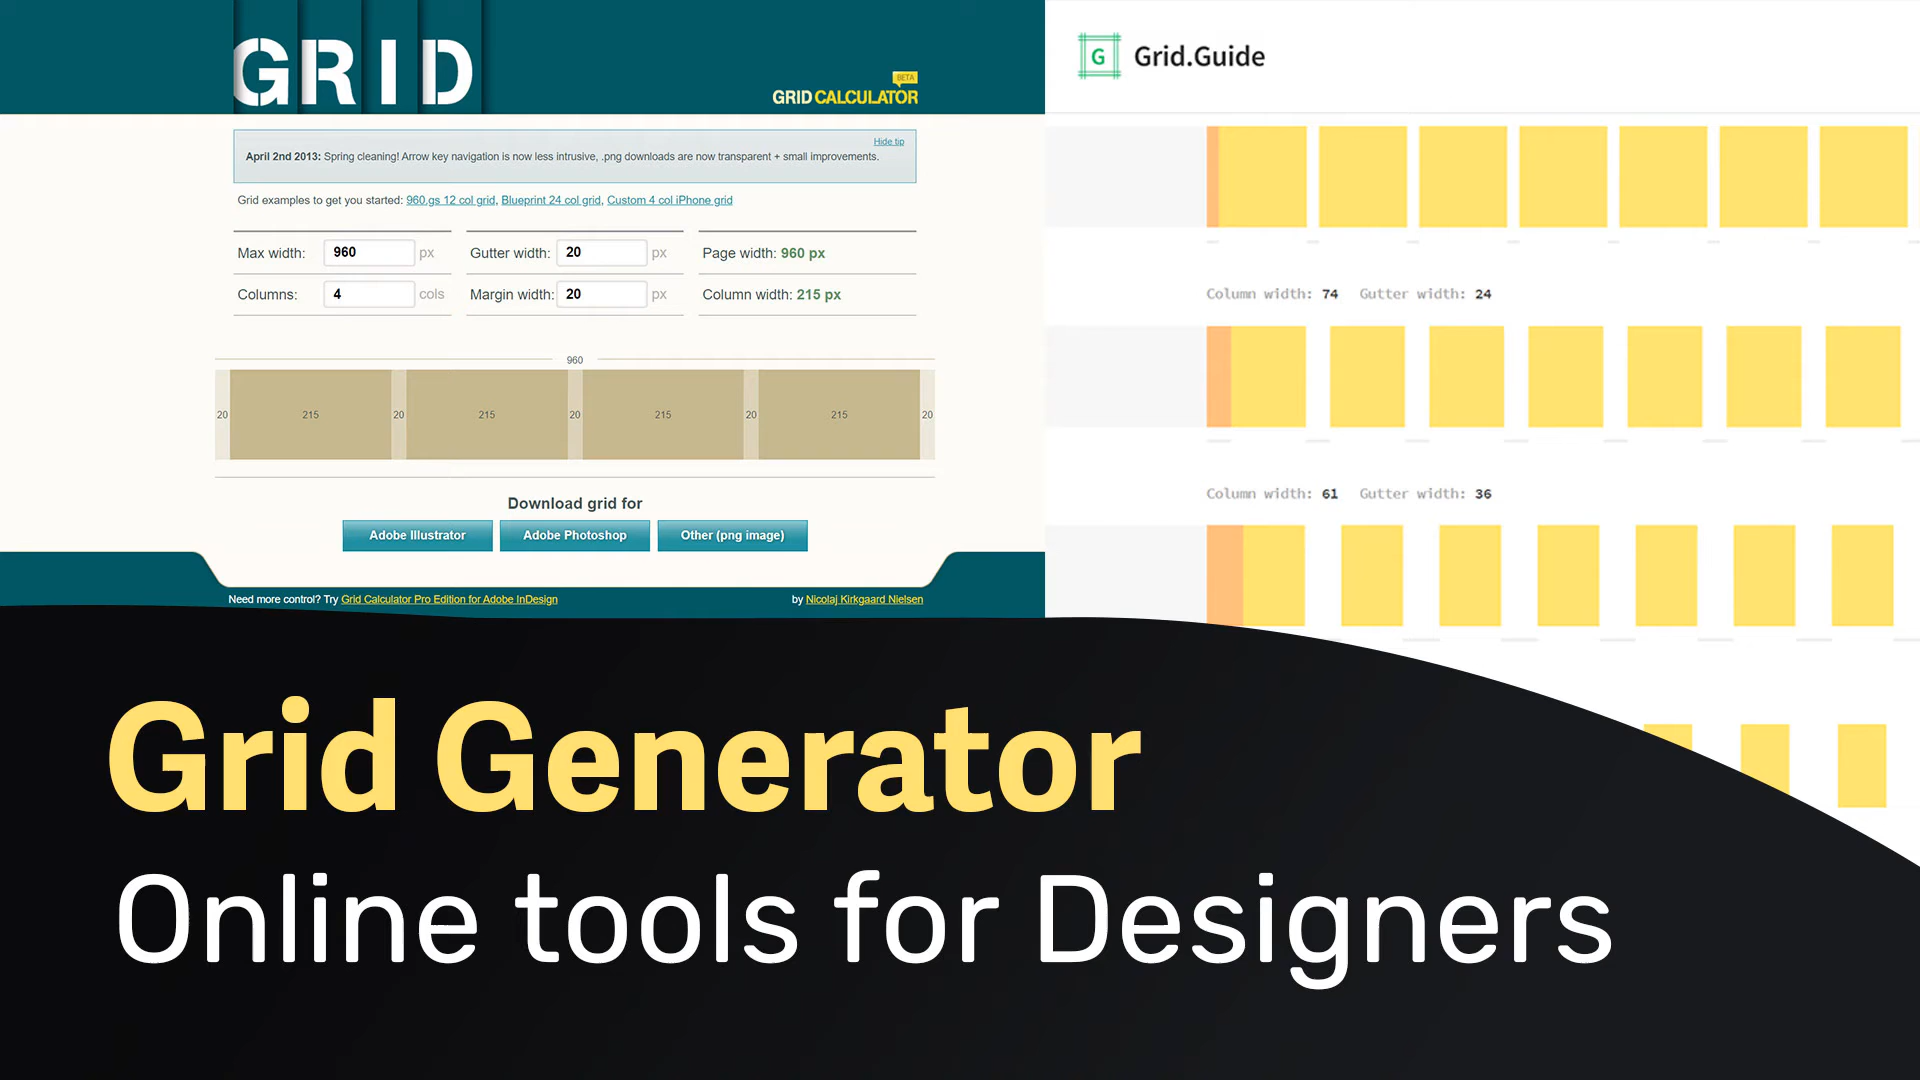 GRID
BETA
GRID CALCULATOR
Hide tip
April 2nd 2013: Spring cleaning! Arrow key navigation is now less intrusive, .png downloads are now transparent + small improvements.
Grid examples to get you started: 960.gs 12 col grid, Blueprint 24 col grid, Custom 4 col iPhone grid
Max width: 960 px Gutter width: 20 px Page width: 960 px
Columns: 4 cols Margin width: 20 px Column width: 215 px
960
20 215 20 215 20 215 20 215 20
Download grid for
Adobe Illustrator Adobe Photoshop Other (png image)
Need more control? Try Grid Calculator Pro Edition for Adobe InDesign by Nicolaj Kirkgaard Nielsen
G Grid.Guide
Column width: 74 Gutter width: 24
Column width: 61 Gutter width: 36
Grid Generator
Online tools for Designers